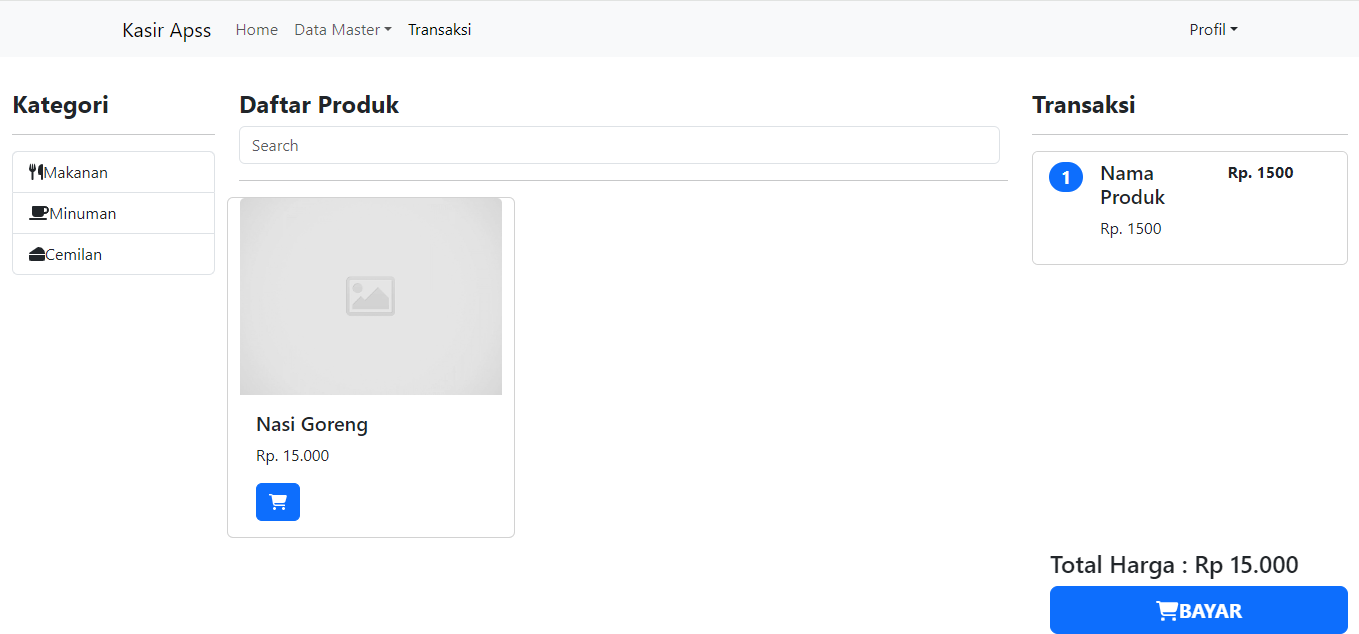 Kasir Apss Home Data Master Transaksi Profil
Kategori
Makanan
Minuman
Cemilan
Daftar Produk
Search
Nasi Goreng
Rp. 15.000
Transaksi
1 Nama Produk Rp. 1500
Rp. 1500
Total Harga : Rp 15.000
BAYAR